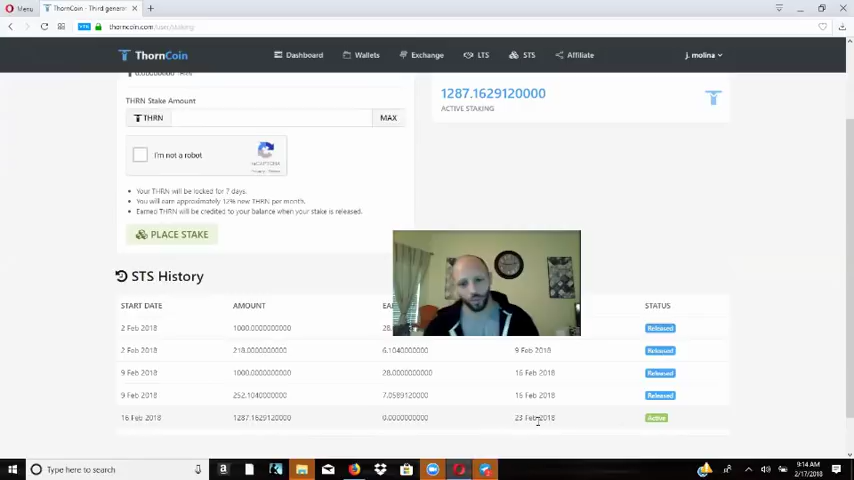 Menu
ThornCoin - Third gener
VPN
thorncoin.com/user/staking
ThornCoin
Dashboard
Wallets
Exchange
LTS
STS
Affiliate
j. molina
THRN Stake Amount
THRN
MAX
I'm not a robot
reCAPTCHA
Your THRN will be locked for 7 days.
You will earn approximately 12% new THRN per month.
Earned THRN will be credited to your balance when your stake is released.
PLACE STAKE
1287.1629120000
ACTIVE STAKING
STS History
START DATE AMOUNT STATUS
2 Feb 2018 1000.0000000000 Released
2 Feb 2018 218.0000000000 6.1040000000 9 Feb 2018 Released
9 Feb 2018 1000.0000000000 28.0000000000 16 Feb 2018 Released
9 Feb 2018 252.1040000000 7.0589120000 16 Feb 2018 Released
16 Feb 2018 1287.1629120000 0.0000000000 23 Feb 2018 Active
Type here to search
9:14 AM
2/17/2018